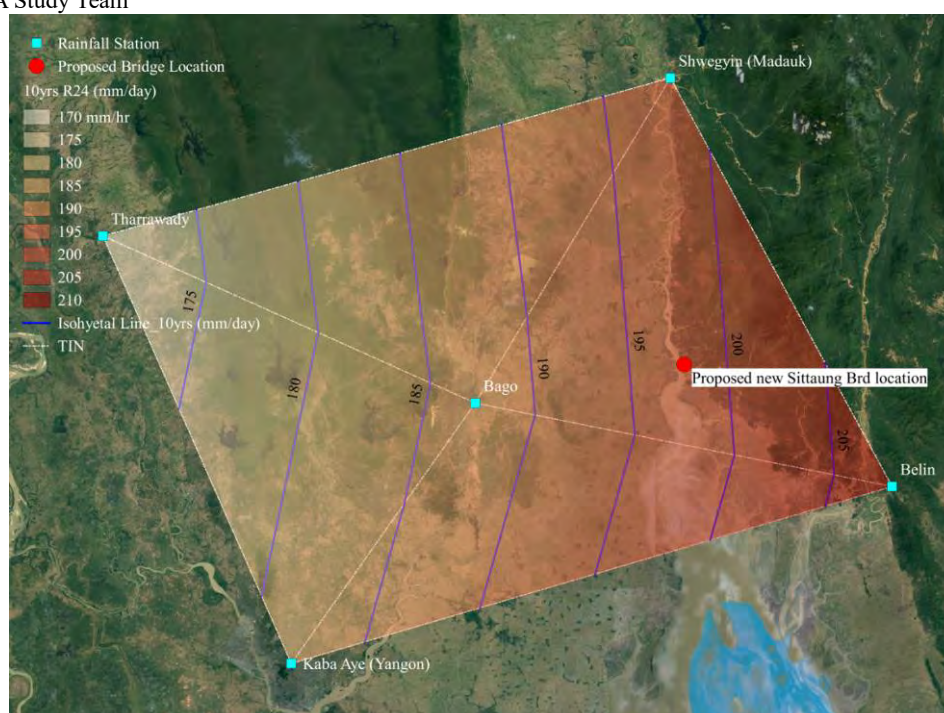 A Study Team
Rainfall Station
Proposed Bridge Location
10yrs R24 (mm/day)
170 mm/hr
175
180
185
190
195
200
205
210
Isohyetal Line_10yrs (mm/day)
TIN
Shwegyin (Madauk)
Tharrawady
175
180
185
190
195
200
205
Proposed new Sittaung Brd location
Bago
Belin
Kaba Aye (Yangon)